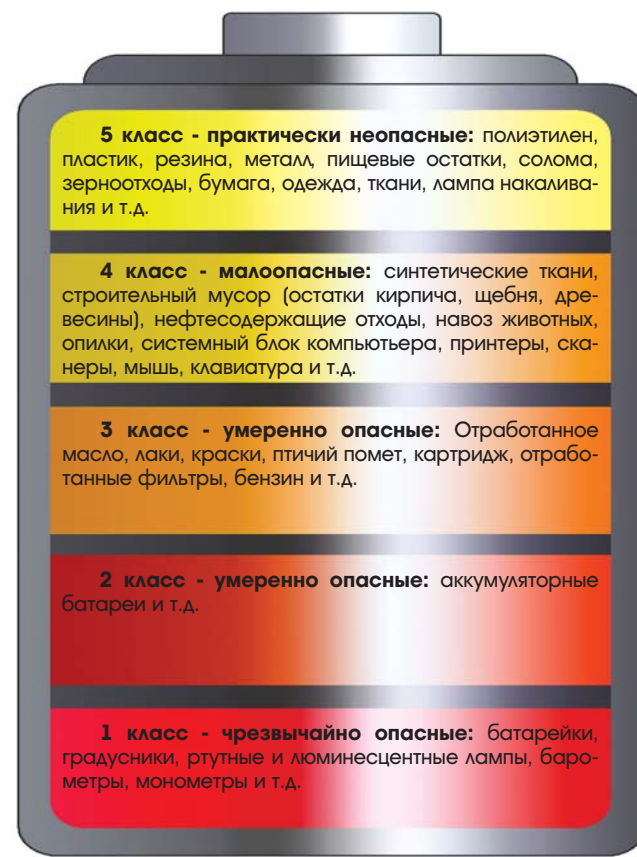 5 класс - практически неопасные: полиэтилен,
пластик, резина, металл, пищевые остатки, солома,
зерноотходы, бумага, одежда, ткани, лампа накалива-
ния и т.д.
4 класс - малоопасные: синтетические ткани,
строительный мусор (остатки кирпича, щебня, дре-
весины), нефтесодержащие отходы, навоз животных,
опилки, системный блок компьютьера, принтеры, ска-
неры, мышь, клавиатура и т.д.
3 класс - умеренно опасные: Отработанное
масло, лаки, краски, птичий помет, картридж, отрабо-
танные фильтры, бензин и т.д.
2 класс - умеренно опасные: аккумуляторные
батареи и т.д.
1 класс - чрезвычайно опасные: батарейки,
градусники, ртутные и люминесцентные лампы, баро-
метры, монометры и т.д.